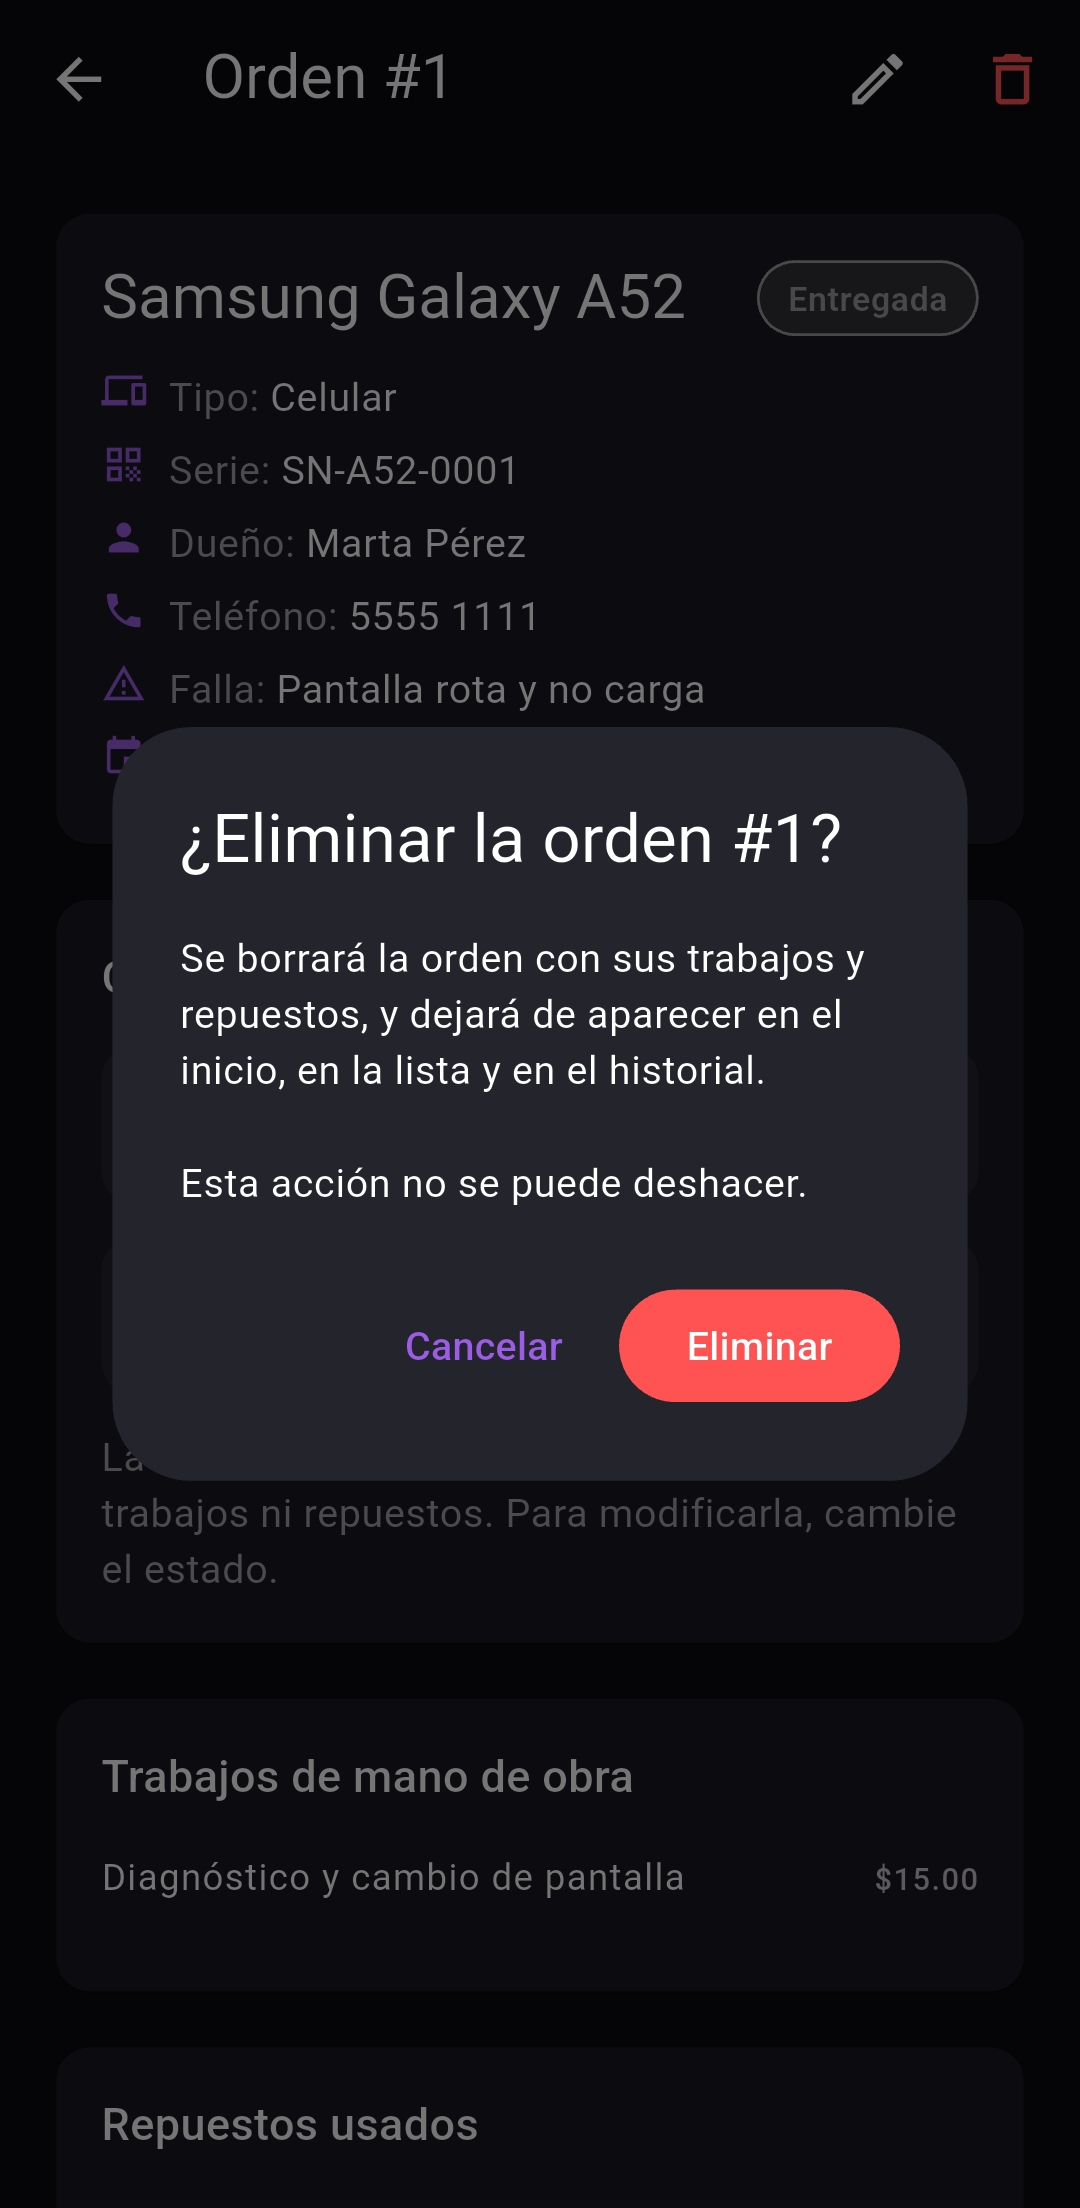 Orden #1
Samsung Galaxy A52
Entregada
Tipo: Celular
Serie: SN-A52-0001
Dueño: Marta Pérez
Teléfono: 5555 1111
Falla: Pantalla rota y no carga
¿Eliminar la orden #1?
Se borrará la orden con sus trabajos y
repuestos, y dejará de aparecer en el
inicio, en la lista y en el historial.
Esta acción no se puede deshacer.
Cancelar
Eliminar
trabajos ni repuestos. Para modificarla, cambie
el estado.
Trabajos de mano de obra
Diagnóstico y cambio de pantalla
$15.00
Repuestos usados